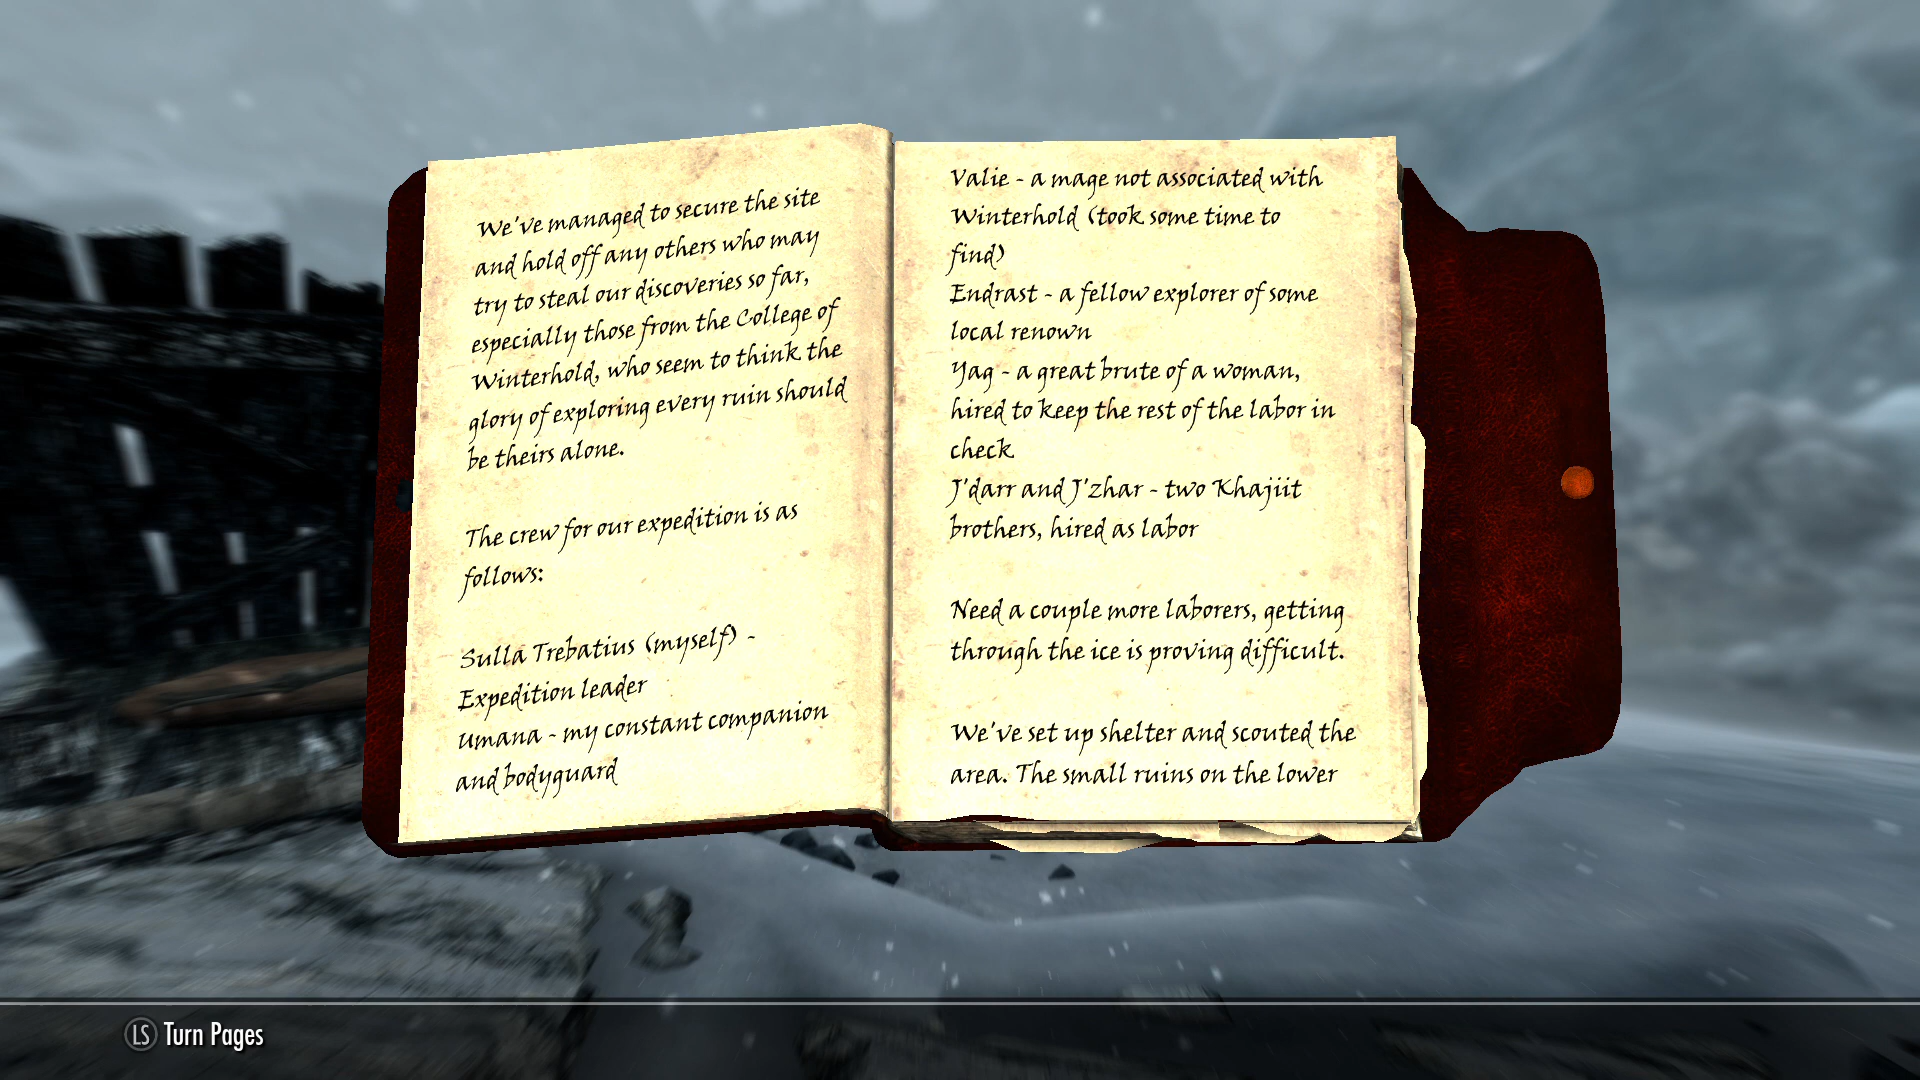 We've managed to secure the site
and hold off any others who may
try to steal our discoveries so far,
especially those from the College of
Winterhold, who seem to think the
glory of exploring every ruin should
be theirs alone.
The crew for our expedition is as
follows:
Sulla Trebatius (myself) -
Expedition leader
Umana - my constant companion
and bodyguard
Valie - a mage not associated with
Winterhold (took some time to
find)
Endrast - a fellow explorer of some
local renown
Yag - a great brute of a woman,
hired to keep the rest of the labor in
check
J'darr and J'zhar - two Khajiit
brothers, hired as labor
Need a couple more laborers, getting
through the ice is proving difficult.
We've set up shelter and scouted the
area. The small ruins on the lower
LS Turn Pages